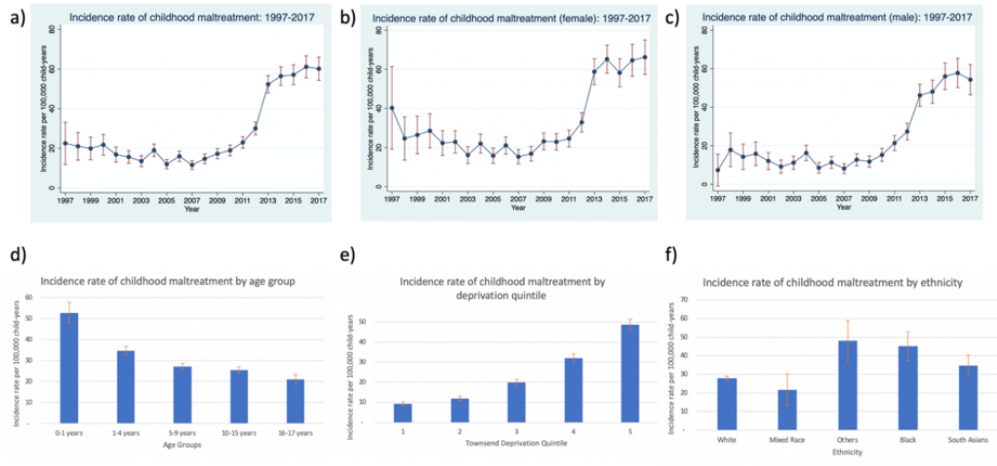 a)
Incidence rate of childhood maltreatment: 1997-2017
Incidence rate per 100,000 child-years
80
60
40
20
0
1997 1999 2001 2003 2005 2007 2009 2011 2013 2015 2017
Year
b)
Incidence rate of childhood maltreatment (female): 1997-2017
Incidence rate per 100,000 child-years
80
60
40
20
0
1997 1999 2001 2003 2005 2007 2009 2011 2013 2015 2017
Year
c)
Incidence rate of childhood maltreatment (male): 1997-2017
Incidence rate per 100,000 child-years
80
60
40
20
0
1997 1999 2001 2003 2005 2007 2009 2011 2013 2015 2017
Year
d)
Incidence rate of childhood maltreatment by age group
Incidence rate per 100,000 child-years
60
50
40
30
20
10
-
0-1 years 1-4 years 5-9 years 10-15 years 16-17 years
Age Groups
e)
Incidence rate of childhood maltreatment by
deprivation quintile
Incidence rate per 100,000 child-years
50
40
30
20
10
-
1 2 3 4 5
Townsend Deprivation Quintile
f)
Incidence rate of childhood maltreatment by ethnicity
Incidence rate per 100,000 child-years
70
60
50
40
30
20
10
-
White Mixed Race Others Black South Asians
Ethnicity